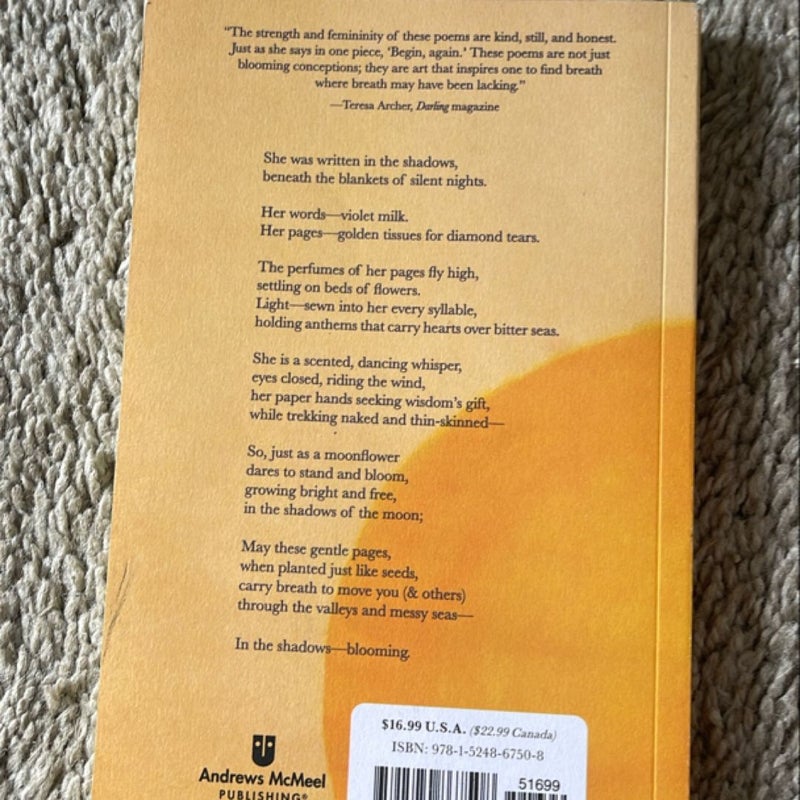 "The strength and femininity of these poems are kind, still, and honest.
Just as she says in one piece, 'Begin, again.' These poems are not just
blooming conceptions; they are art that inspires one to find breath
where breath may have been lacking."
—Teresa Archer, Darling magazine
She was written in the shadows,
beneath the blankets of silent nights.
Her words—violet milk.
Her pages—golden tissues for diamond tears.
The perfumes of her pages fly high,
settling on beds of flowers.
Light—sewn into her every syllable,
holding anthems that carry hearts over bitter seas.
She is a scented, dancing whisper,
eyes closed, riding the wind,
her paper hands seeking wisdom's gift,
while trekking naked and thin-skinned—
So, just as a moonflower
dares to stand and bloom,
growing bright and free,
in the shadows of the moon;
May these gentle pages,
when planted just like seeds,
carry breath to move you (& others)
through the valleys and messy seas—
In the shadows—blooming.
$16.99 U.S.A. ($22.99 Canada)
ISBN: 978-1-5248-6750-8
51699
Andrews McMeel
PUBLISHING®